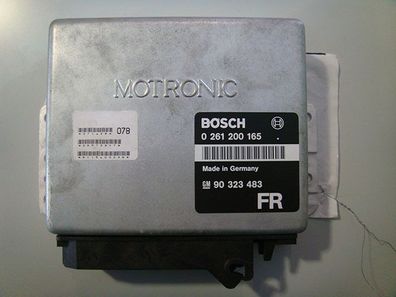 MOTRONIC
078
BOSCH
0 261 200 165
Made in Germany
GM 90 323 483
FR